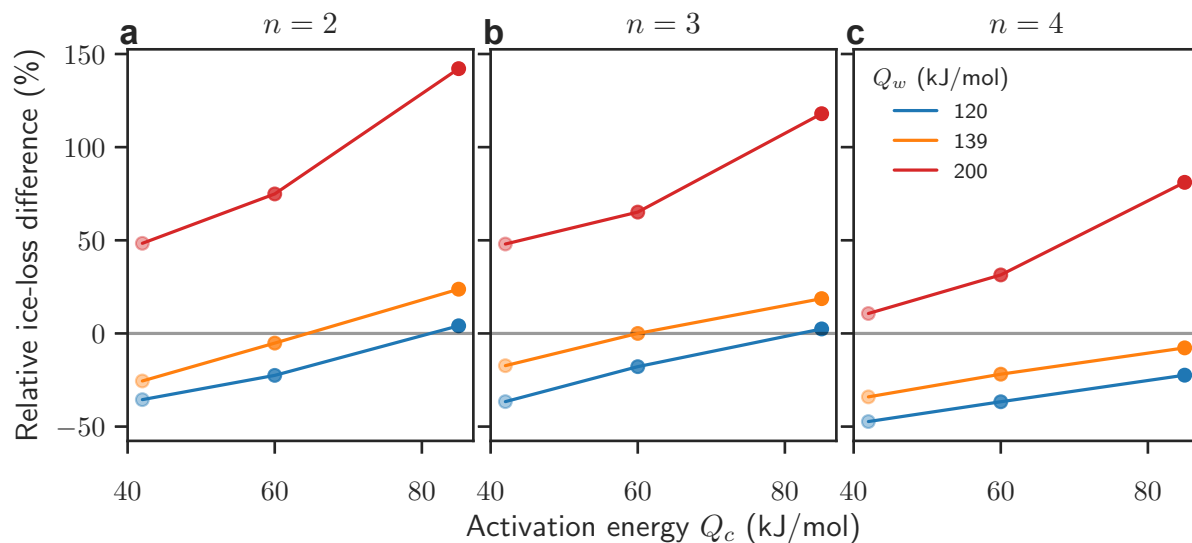 a
n = 2
b
n = 3
c
n = 4
Relative ice-loss difference (%)
150
100
50
0
−50
Q_w (kJ/mol)
120
139
200
40
60
80
40
60
80
40
60
80
Activation energy Q_c (kJ/mol)